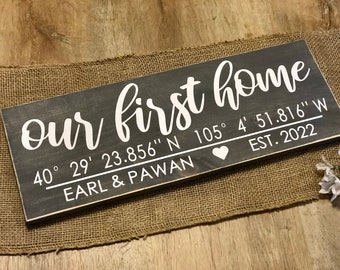 our first home
40° 29' 23.856" N 105° 4' 51.816" W
EARL & PAWAN ♥ EST. 2022